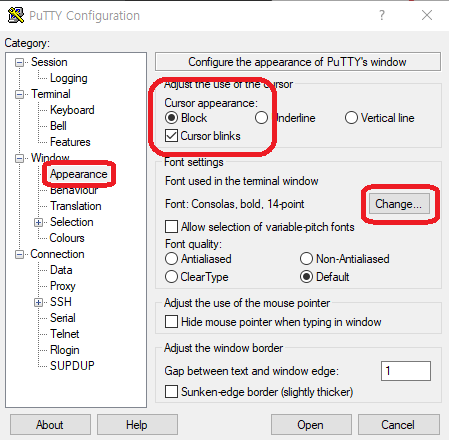 PuTTY Configuration
?
Category:
Session
Logging
Terminal
Keyboard
Bell
Features
Window
Appearance
Behaviour
Translation
Selection
Colours
Connection
Data
Proxy
SSH
Serial
Telnet
Rlogin
SUPDUP
Configure the appearance of PuTTY's window
Adjust the use of the cursor
Cursor appearance:
Block Underline Vertical line
Cursor blinks
Font settings
Font used in the terminal window
Font: Consolas, bold, 14-point Change...
Allow selection of variable-pitch fonts
Font quality:
Antialiased Non-Antialiased
ClearType Default
Adjust the use of the mouse pointer
Hide mouse pointer when typing in window
Adjust the window border
Gap between text and window edge: 1
Sunken-edge border (slightly thicker)
About Help Open Cancel